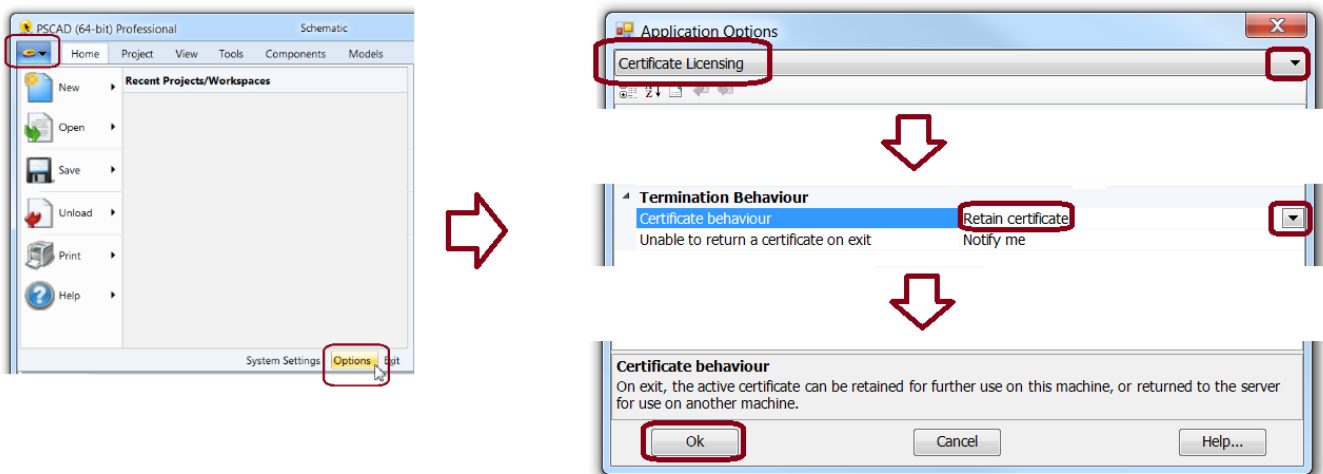 PSCAD (64-bit) Professional Schematic
Home Project View Tools Components Models
Recent Projects/Workspaces
New
Open
Save
Unload
Print
Help
System Settings Options Exit
Application Options
Certificate Licensing
Termination Behaviour
Certificate behaviour Retain certificate
Unable to return a certificate on exit Notify me
Certificate behaviour
On exit, the active certificate can be retained for further use on this machine, or returned to the server
for use on another machine.
Ok Cancel Help...